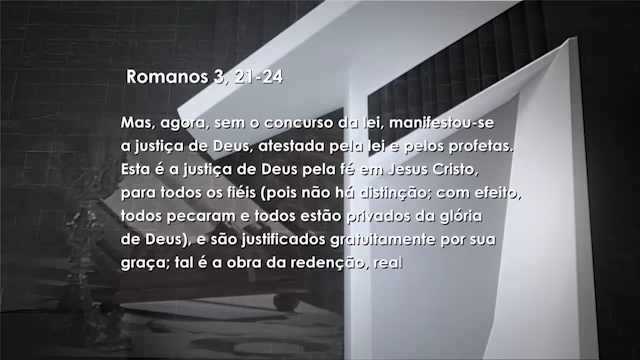 Romanos 3, 21-24
Mas, agora, sem o concurso da lei, manifestou-se
a justiça de Deus, atestada pela lei e pelos profetas.
Esta é a justiça de Deus pela fé em Jesus Cristo,
para todos os fiéis (pois não há distinção; com efeito,
todos pecaram e todos estão privados da glória
de Deus), e são justificados gratuitamente por sua
graça; tal é a obra da redenção, real